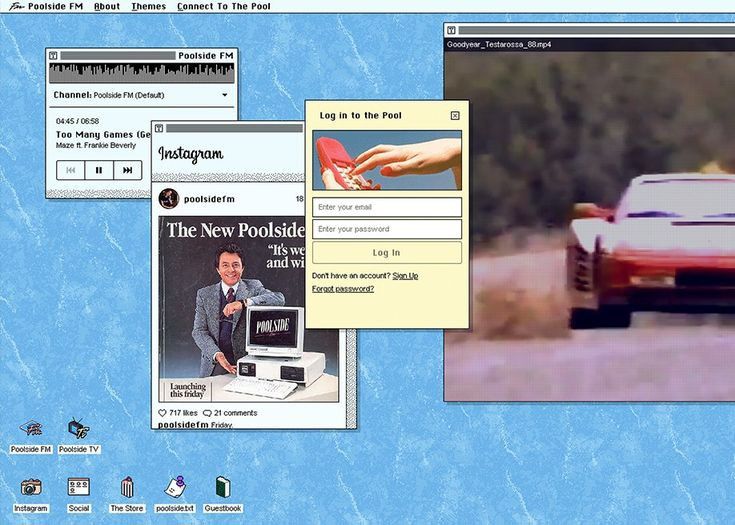 Fm Poolside FM About Themes Connect To The Pool
Poolside FM
Channel: Poolside FM (Default)
04:45 / 06:58
Too Many Games (Ge
Maze ft. Frankie Beverly
Instagram
poolsidefm 18
The New Poolside
“It's we
and wi
POOLSIDE
Launching
this friday
717 likes 21 comments
poolsidefm Friday.
Log in to the Pool
Enter your email
Enter your password
Log In
Don't have an account? Sign Up
Forgot password?
Goodyear_Testarossa_88.mp4
Poolside FM Poolside TV
Instagram Social The Store poolside.txt Guestbook